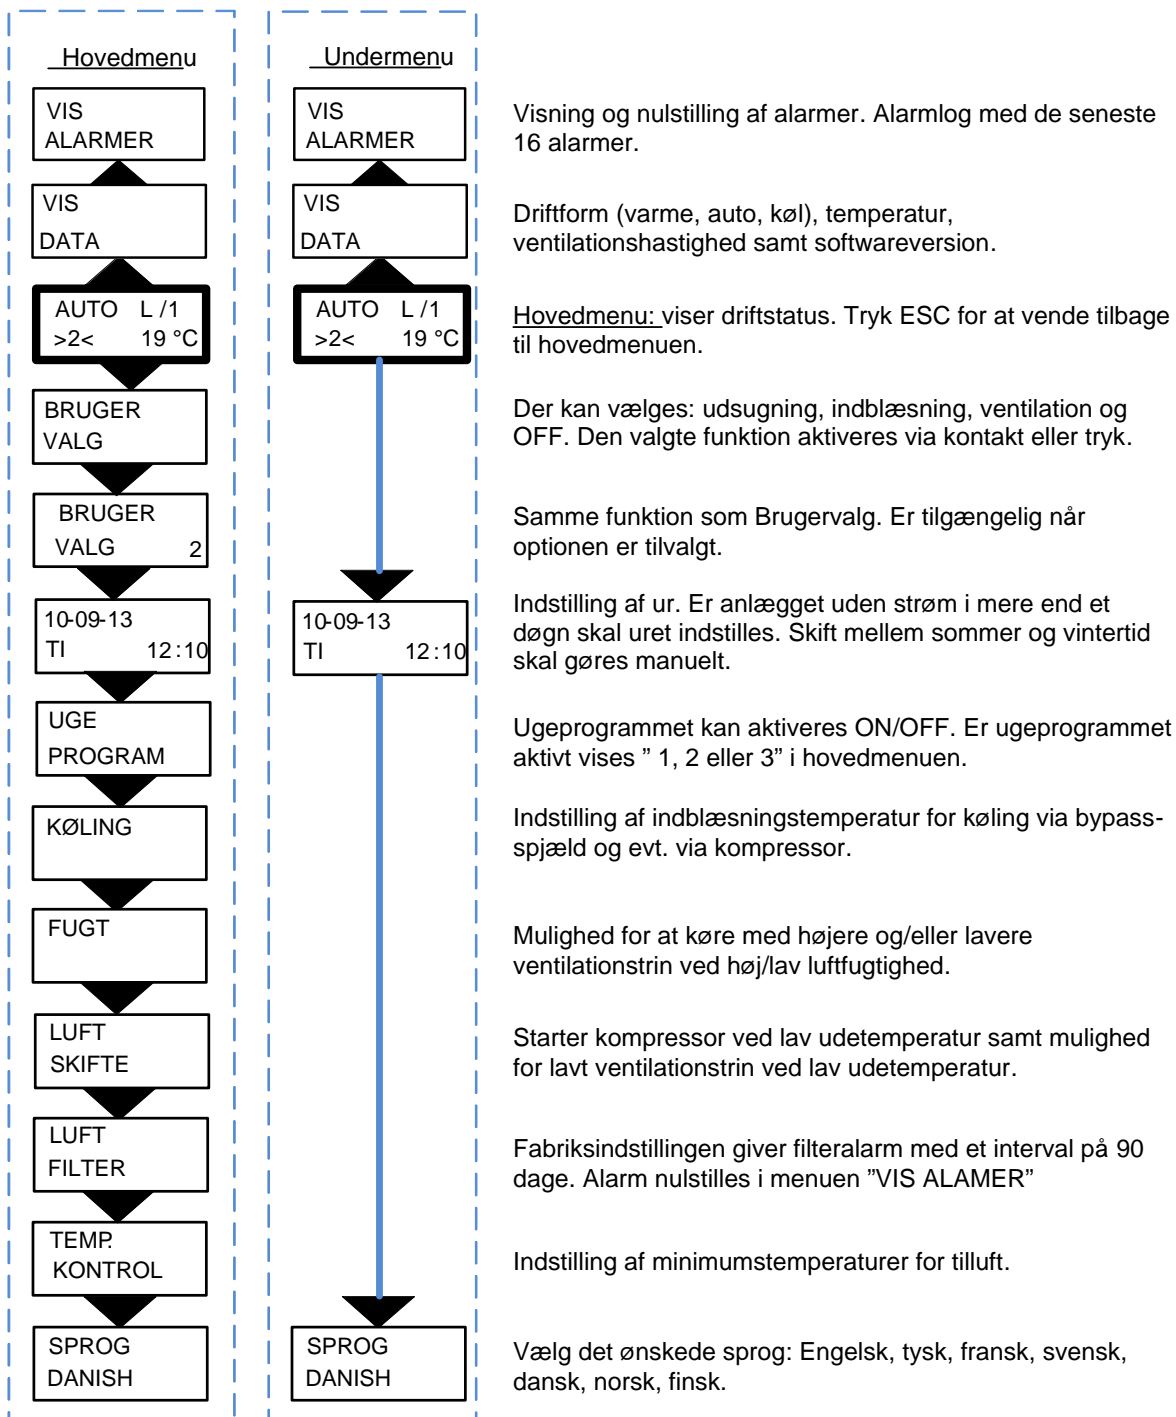 Hovedmenu
Undermenu
VIS
ALARMER
VIS
ALARMER
Visning og nulstilling af alarmer. Alarmlog med de seneste
16 alarmer.
VIS
DATA
VIS
DATA
Driftform (varme, auto, køl), temperatur,
ventilationshastighed samt softwareversion.
AUTO L /1
>2< 19 °C
AUTO L /1
>2< 19 °C
Hovedmenu: viser driftstatus. Tryk ESC for at vende tilbage
til hovedmenuen.
BRUGER
VALG
Der kan vælges: udsugning, indblæsning, ventilation og
OFF. Den valgte funktion aktiveres via kontakt eller tryk.
BRUGER
VALG 2
Samme funktion som Brugervalg. Er tilgængelig når
optionen er tilvalgt.
10-09-13
TI 12:10
10-09-13
TI 12:10
Indstilling af ur. Er anlægget uden strøm i mere end et
døgn skal uret indstilles. Skift mellem sommer og vintertid
skal gøres manuelt.
UGE
PROGRAM
Ugeprogrammet kan aktiveres ON/OFF. Er ugeprogrammet
aktivt vises ” 1, 2 eller 3” i hovedmenuen.
KØLING
Indstilling af indblæsningstemperatur for køling via bypass-
spjæld og evt. via kompressor.
FUGT
Mulighed for at køre med højere og/eller lavere
ventilationstrin ved høj/lav luftfugtighed.
LUFT
SKIFTE
Starter kompressor ved lav udetemperatur samt mulighed
for lavt ventilationstrin ved lav udetemperatur.
LUFT
FILTER
Fabriksindstillingen giver filteralarm med et interval på 90
dage. Alarm nulstilles i menuen ”VIS ALAMER”
TEMP.
KONTROL
Indstilling af minimumstemperaturer for tilluft.
SPROG
DANISH
SPROG
DANISH
Vælg det ønskede sprog: Engelsk, tysk, fransk, svensk,
dansk, norsk, finsk.